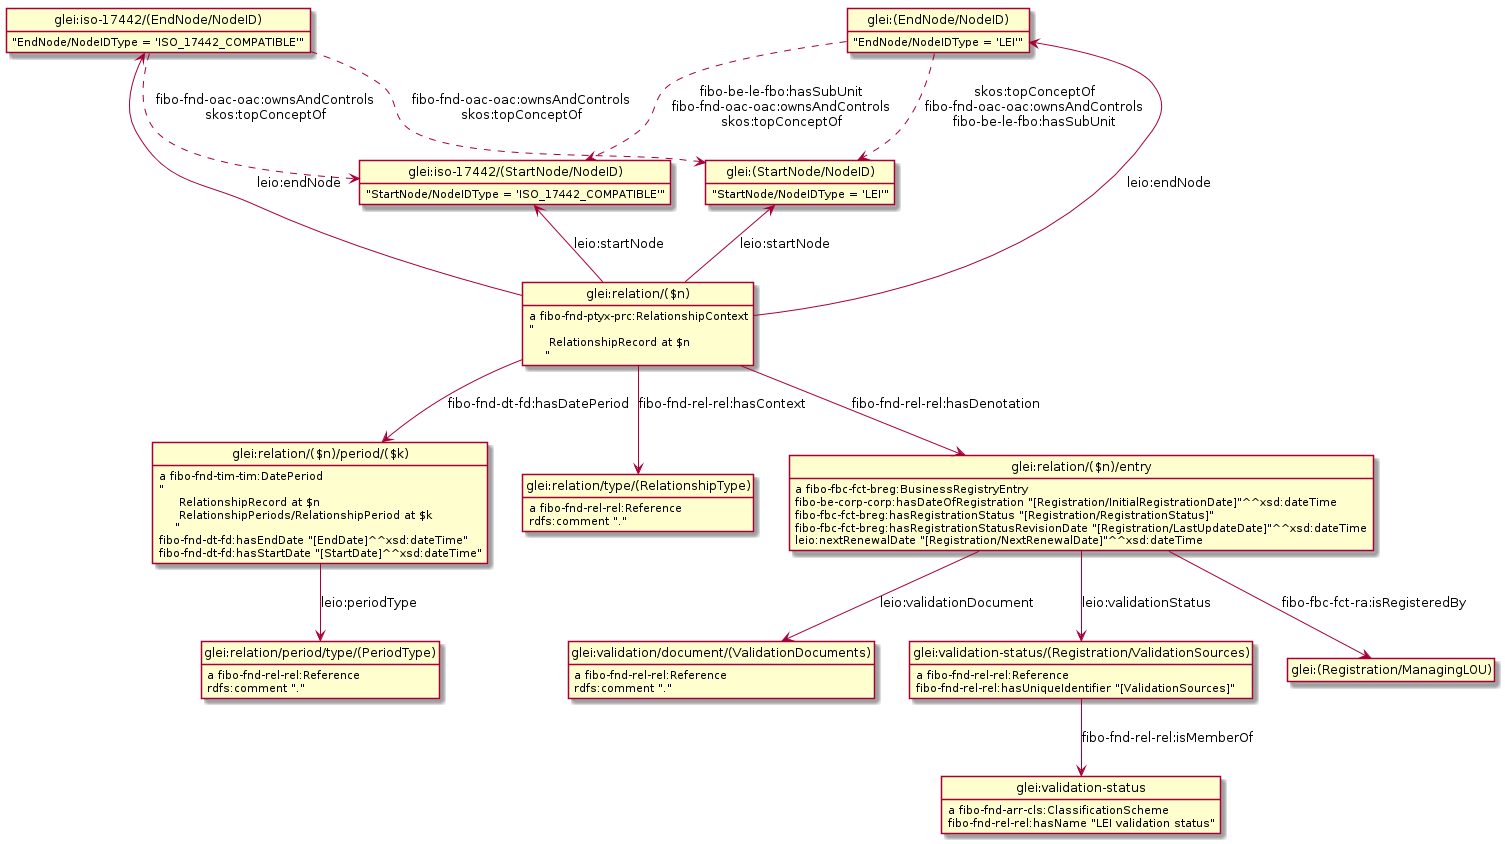 glei:iso-17442/(EndNode/NodeID)
"EndNode/NodeIDType = 'ISO_17442_COMPATIBLE'"
glei:(EndNode/NodeID)
"EndNode/NodeIDType = 'LEI'"
fibo-fnd-oac-oac:ownsAndControls
skos:topConceptOf
fibo-fnd-oac-oac:ownsAndControls
skos:topConceptOf
fibo-be-le-fbo:hasSubUnit
fibo-fnd-oac-oac:ownsAndControls
skos:topConceptOf
skos:topConceptOf
fibo-fnd-oac-oac:ownsAndControls
fibo-be-le-fbo:hasSubUnit
glei:iso-17442/(StartNode/NodeID)
"StartNode/NodeIDType = 'ISO_17442_COMPATIBLE'"
glei:(StartNode/NodeID)
"StartNode/NodeIDType = 'LEI'"
leio:endNode
leio:endNode
leio:startNode
leio:startNode
glei:relation/($n)
a fibo-fnd-ptyx-prc:RelationshipContext
"
RelationshipRecord at $n
"
fibo-fnd-dt-fd:hasDatePeriod
fibo-fnd-rel-rel:hasContext
fibo-fnd-rel-rel:hasDenotation
glei:relation/($n)/period/($k)
a fibo-fnd-tim-tim:DatePeriod
"
RelationshipRecord at $n
RelationshipPeriods/RelationshipPeriod at $k
"
fibo-fnd-dt-fd:hasEndDate "[EndDate]^^xsd:dateTime"
fibo-fnd-dt-fd:hasStartDate "[StartDate]^^xsd:dateTime"
glei:relation/type/(RelationshipType)
a fibo-fnd-rel-rel:Reference
rdfs:comment "."
glei:relation/($n)/entry
a fibo-fbc-fct-breg:BusinessRegistryEntry
fibo-be-corp-corp:hasDateOfRegistration "[Registration/InitialRegistrationDate]"^^xsd:dateTime
fibo-fbc-fct-breg:hasRegistrationStatus "[Registration/RegistrationStatus]"
fibo-fbc-fct-breg:hasRegistrationStatusRevisionDate "[Registration/LastUpdateDate]"^^xsd:dateTime
leio:nextRenewalDate "[Registration/NextRenewalDate]"^^xsd:dateTime
leio:periodType
leio:validationDocument
leio:validationStatus
fibo-fbc-fct-ra:isRegisteredBy
glei:relation/period/type/(PeriodType)
a fibo-fnd-rel-rel:Reference
rdfs:comment "."
glei:validation/document/(ValidationDocuments)
a fibo-fnd-rel-rel:Reference
rdfs:comment "."
glei:validation-status/(Registration/ValidationSources)
a fibo-fnd-rel-rel:Reference
fibo-fnd-rel-rel:hasUniqueIdentifier "[ValidationSources]"
glei:(Registration/ManagingLOU)
fibo-fnd-rel-rel:isMemberOf
glei:validation-status
a fibo-fnd-arr-cls:ClassificationScheme
fibo-fnd-rel-rel:hasName "LEI validation status"